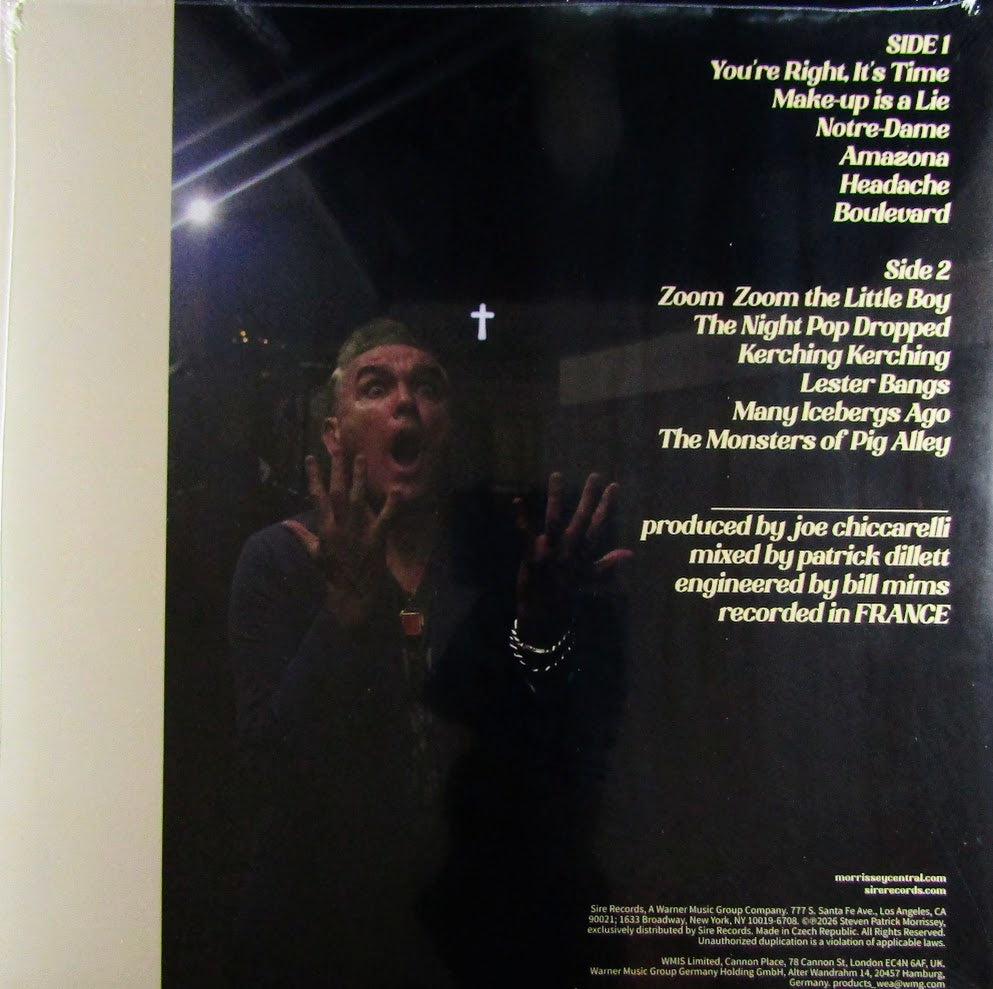 SIDE 1
You're Right, It's Time
Make-up is a Lie
Notre-Dame
Amazona
Headache
Boulevard
Side 2
Zoom Zoom the Little Boy
The Night Pop Dropped
Kerching Kerching
Lester Bangs
Many Icebergs Ago
The Monsters of Pig Alley
produced by joe chiccarelli
mixed by patrick dillett
engineered by bill mims
recorded in FRANCE
morrisseycentral.com
sirerecords.com
Sire Records, A Warner Music Group Company. 777 S. Santa Fe Ave., Los Angeles, CA
90021; 1633 Broadway, New York, NY 10019-6708. ©℗2026 Steven Patrick Morrissey,
exclusively distributed by Sire Records. Made in Czech Republic. All Rights Reserved.
Unauthorized duplication is a violation of applicable laws.
WMIS Limited, Cannon Place, 78 Cannon St, London EC4N 6AF, UK.
Warner Music Group Germany Holding GmbH, Alter Wandrahm 14, 20457 Hamburg,
Germany. products_wea@wmg.com